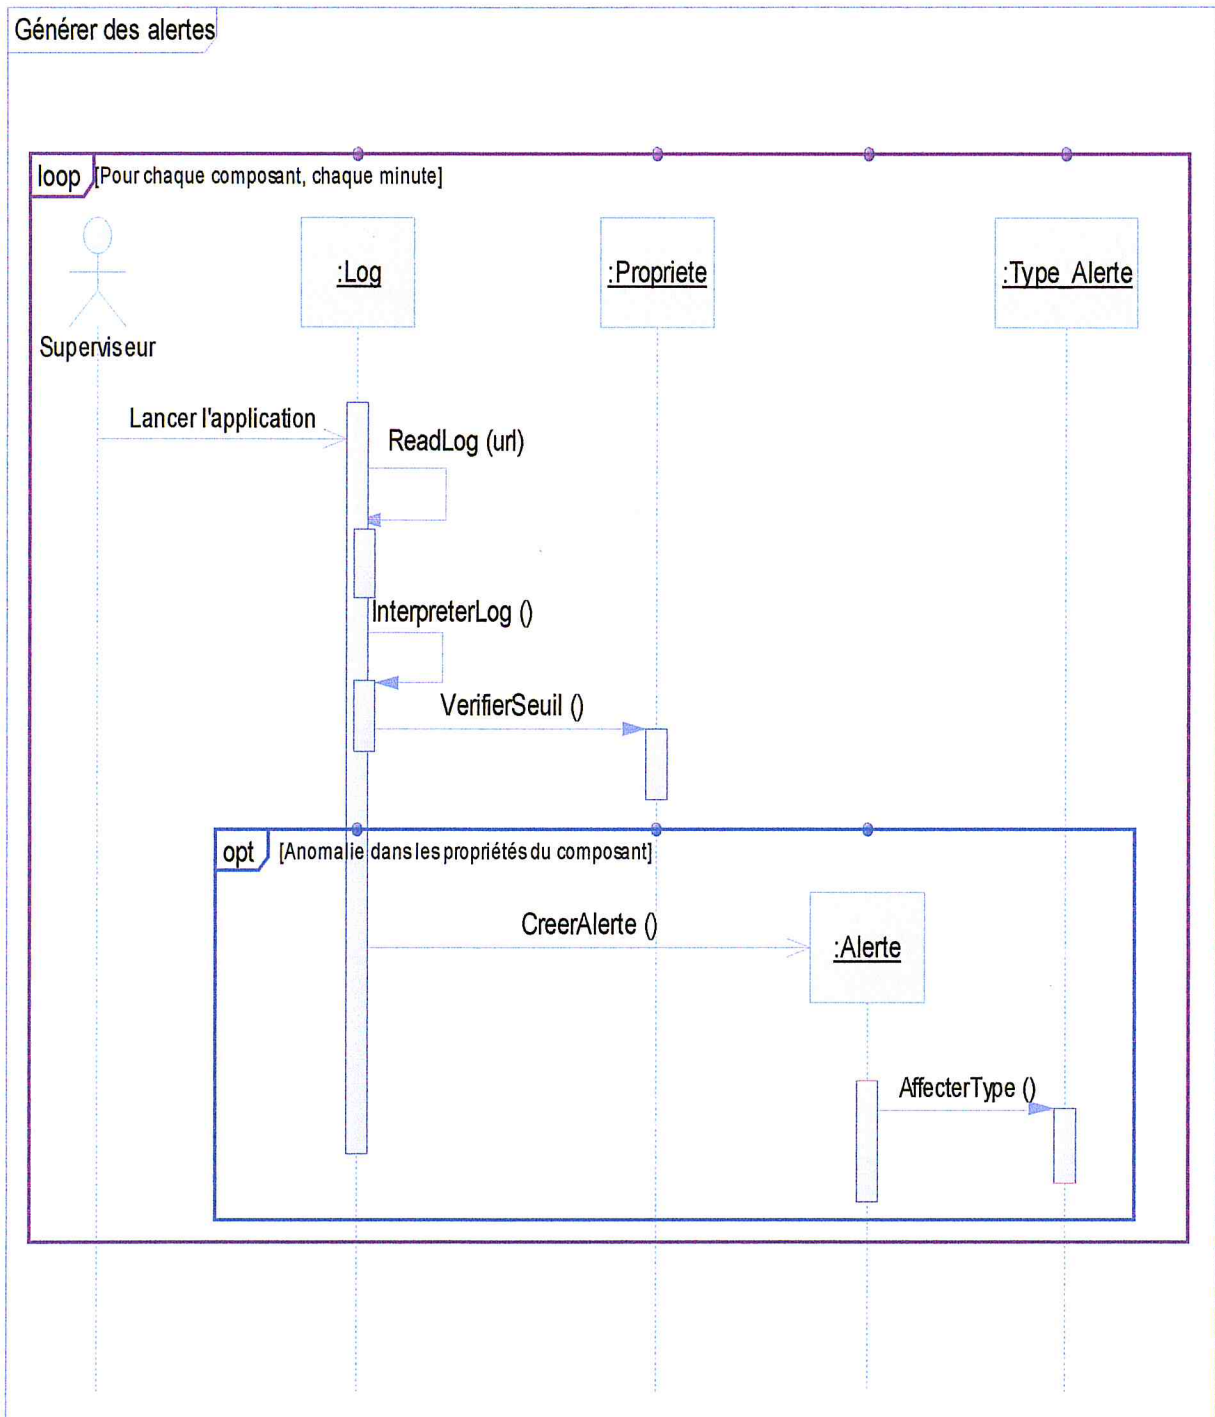 Générer des alertes
loop [Pour chaque composant, chaque minute]
:Log
:Propriete
:Type_Alerte
Superviseur
Lancer l'application
ReadLog (url)
InterpreterLog ()
VerifierSeuil ()
opt [Anomalie dans les propriétés du composant]
CreerAlerte ()
:Alerte
AffecterType ()